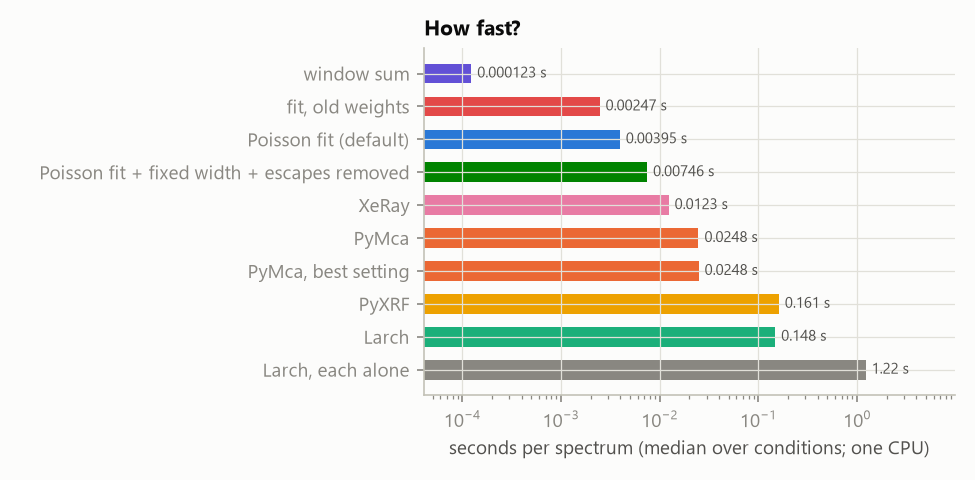 How fast?
window sum 0.000123 s
fit, old weights 0.00247 s
Poisson fit (default) 0.00395 s
Poisson fit + fixed width + escapes removed 0.00746 s
XeRay 0.0123 s
PyMca 0.0248 s
PyMca, best setting 0.0248 s
PyXRF 0.161 s
Larch 0.148 s
Larch, each alone 1.22 s
10⁻⁴ 10⁻³ 10⁻² 10⁻¹ 10⁰
seconds per spectrum (median over conditions; one CPU)